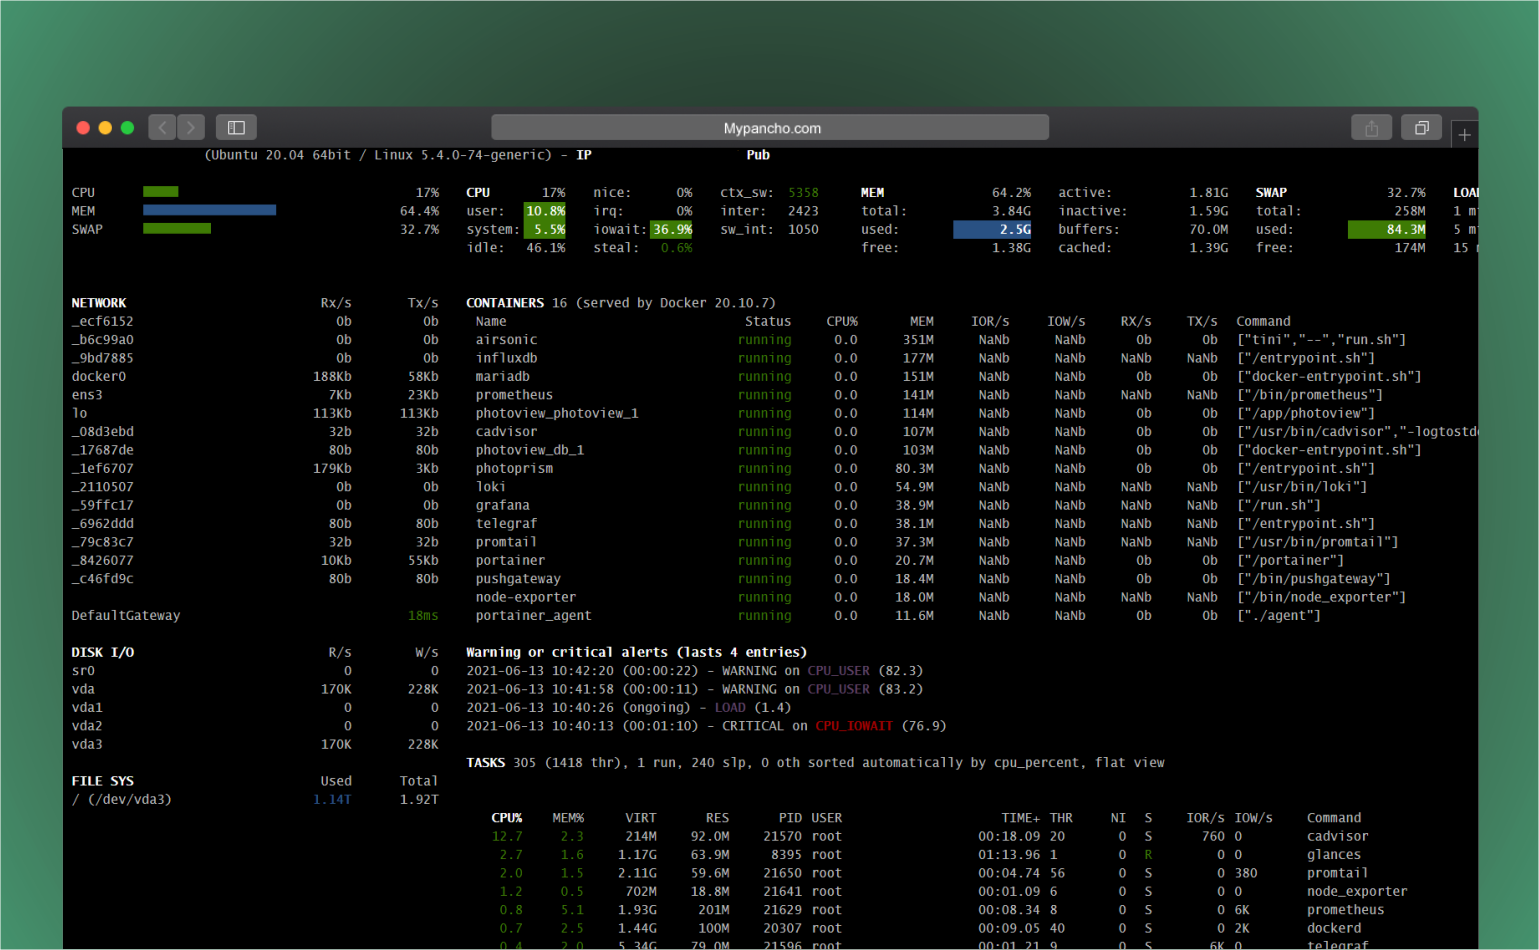 Mypancho.com
(Ubuntu 20.04 64bit / Linux 5.4.0-74-generic) - IP Pub
CPU 17% CPU 17% nice: 0% ctx_sw: 5358 MEM 64.2% active: 1.81G SWAP 32.7% LOA
MEM 64.4% user: 10.8% irq: 0% inter: 2423 total: 3.84G inactive: 1.59G total: 258M 1 m
SWAP 32.7% system: 5.5% iowait: 36.9% sw_int: 1050 used: 2.5G buffers: 70.0M used: 84.3M 5 m
idle: 46.1% steal: 0.6% free: 1.38G cached: 1.39G free: 174M 15 m
NETWORK Rx/s Tx/s CONTAINERS 16 (served by Docker 20.10.7)
_ecf6152 0b 0b Name Status CPU% MEM IOR/s IOW/s RX/s TX/s Command
_b6c99a0 0b 0b airsonic running 0.0 351M NaNb NaNb 0b 0b ["tini","--","run.sh"]
_9bd7885 0b 0b influxdb running 0.0 177M NaNb NaNb NaNb NaNb ["/entrypoint.sh"]
docker0 188Kb 58Kb mariadb running 0.0 151M NaNb NaNb 0b 0b ["docker-entrypoint.sh"]
ens3 7Kb 23Kb prometheus running 0.0 141M NaNb NaNb NaNb NaNb ["/bin/prometheus"]
lo 113Kb 113Kb photoview_photoview_1 running 0.0 114M NaNb NaNb 0b 0b ["/app/photoview"]
_08d3ebd 32b 32b cadvisor running 0.0 107M NaNb NaNb 0b 0b ["/usr/bin/cadvisor","-logtostd
_17687de 80b 80b photoview_db_1 running 0.0 103M NaNb NaNb 0b 0b ["docker-entrypoint.sh"]
_1ef6707 179Kb 3Kb photoprism running 0.0 80.3M NaNb NaNb 0b 0b ["/entrypoint.sh"]
_2110507 0b 0b loki running 0.0 54.9M NaNb NaNb NaNb NaNb ["/usr/bin/loki"]
_59ffc17 0b 0b grafana running 0.0 38.9M NaNb NaNb NaNb NaNb ["/run.sh"]
_6962ddd 80b 80b telegraf running 0.0 38.1M NaNb NaNb NaNb NaNb ["/entrypoint.sh"]
_79c83c7 32b 32b promtail running 0.0 37.3M NaNb NaNb NaNb NaNb ["/usr/bin/promtail"]
_8426077 10Kb 55Kb portainer running 0.0 20.7M NaNb NaNb 0b 0b ["/portainer"]
_c46fd9c 80b 80b pushgateway running 0.0 18.4M NaNb NaNb 0b 0b ["/bin/pushgateway"]
node-exporter running 0.0 18.0M NaNb NaNb NaNb NaNb ["/bin/node_exporter"]
DefaultGateway 18ms portainer_agent running 0.0 11.6M NaNb NaNb 0b 0b ["./agent"]
DISK I/O R/s W/s Warning or critical alerts (lasts 4 entries)
sr0 0 0 2021-06-13 10:42:20 (00:00:22) - WARNING on CPU_USER (82.3)
vda 170K 228K 2021-06-13 10:41:58 (00:00:11) - WARNING on CPU_USER (83.2)
vda1 0 0 2021-06-13 10:40:26 (ongoing) - LOAD (1.4)
vda2 0 0 2021-06-13 10:40:13 (00:01:10) - CRITICAL on CPU_IOWAIT (76.9)
vda3 170K 228K
TASKS 305 (1418 thr), 1 run, 240 slp, 0 oth sorted automatically by cpu_percent, flat view
FILE SYS Used Total
/ (/dev/vda3) 1.14T 1.92T
CPU% MEM% VIRT RES PID USER TIME+ THR NI S IOR/s IOW/s Command
12.7 2.3 214M 92.0M 21570 root 00:18.09 20 0 S 760 0 cadvisor
2.7 1.6 1.17G 63.9M 8395 root 01:13.96 1 0 R 0 0 glances
2.0 1.5 2.11G 59.6M 21650 root 00:04.74 56 0 S 0 380 promtail
1.2 0.5 702M 18.8M 21641 root 00:01.09 6 0 S 0 0 node_exporter
0.8 5.1 1.93G 201M 21629 root 00:08.34 8 0 S 0 6K prometheus
0.7 2.5 1.44G 100M 20307 root 00:09.05 40 0 S 0 2K dockerd
0.4 2.0 5.34G 79.0M 21596 root 00:01.21 9 0 S 6K 0 telegraf